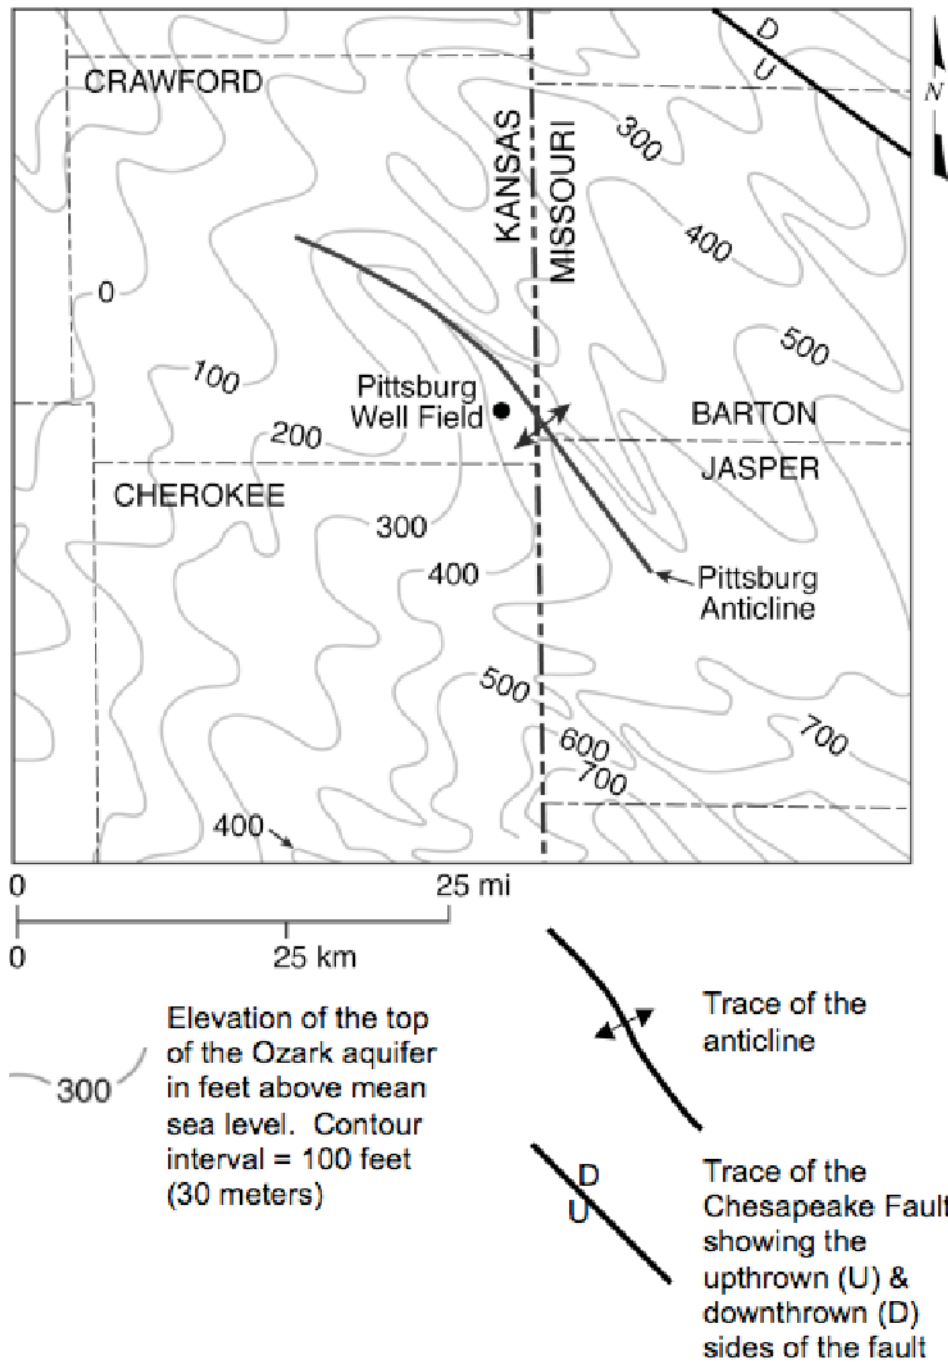 D
U
N
CRAWFORD
KANSAS
MISSOURI
300
400
0
500
100
Pittsburg
Well Field
BARTON
200
JASPER
CHEROKEE
300
400
Pittsburg
Anticline
500
600
700
700
400
0
25 mi
0
25 km
Elevation of the top
of the Ozark aquifer
in feet above mean
sea level. Contour
interval = 100 feet
(30 meters)
300
Trace of the
anticline
D
U
Trace of the
Chesapeake Fault
showing the
upthrown (U) &
downthrown (D)
sides of the fault